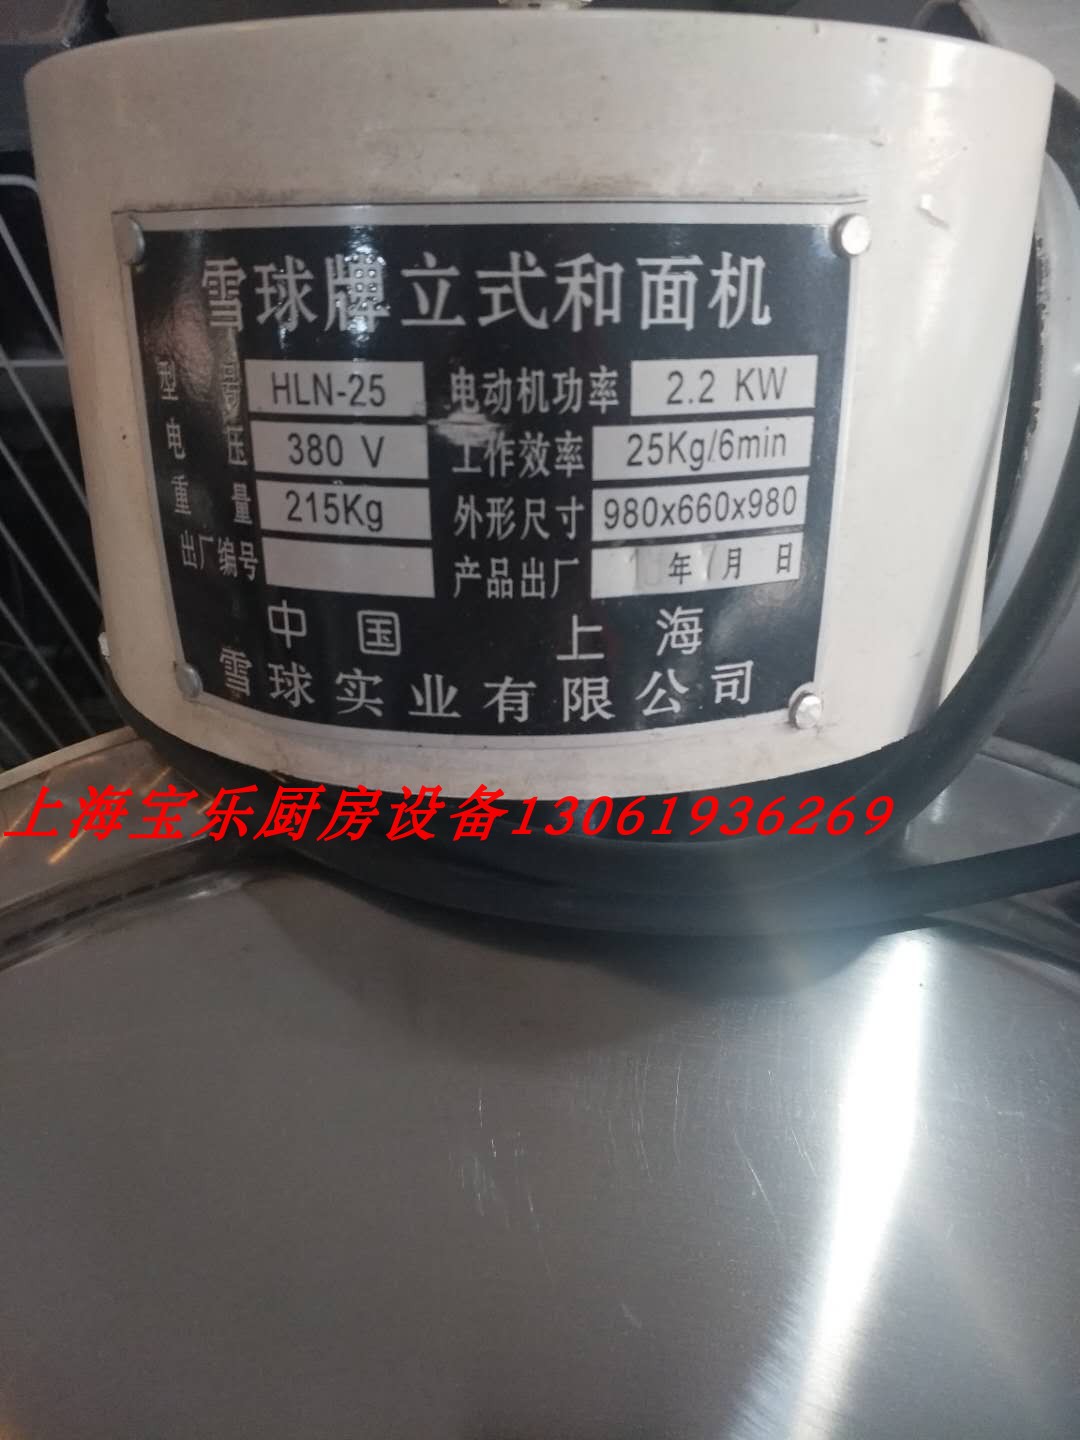 雪球牌立式和面机
型号 HLN-25 电动机功率 2.2 KW
电压 380 V 工作效率 25Kg/6min
重量 215Kg 外形尺寸 980x660x980
出厂编号 产品出厂 年 月 日
中国 上海
雪球实业有限公司
上海宝乐厨房设备13061936269